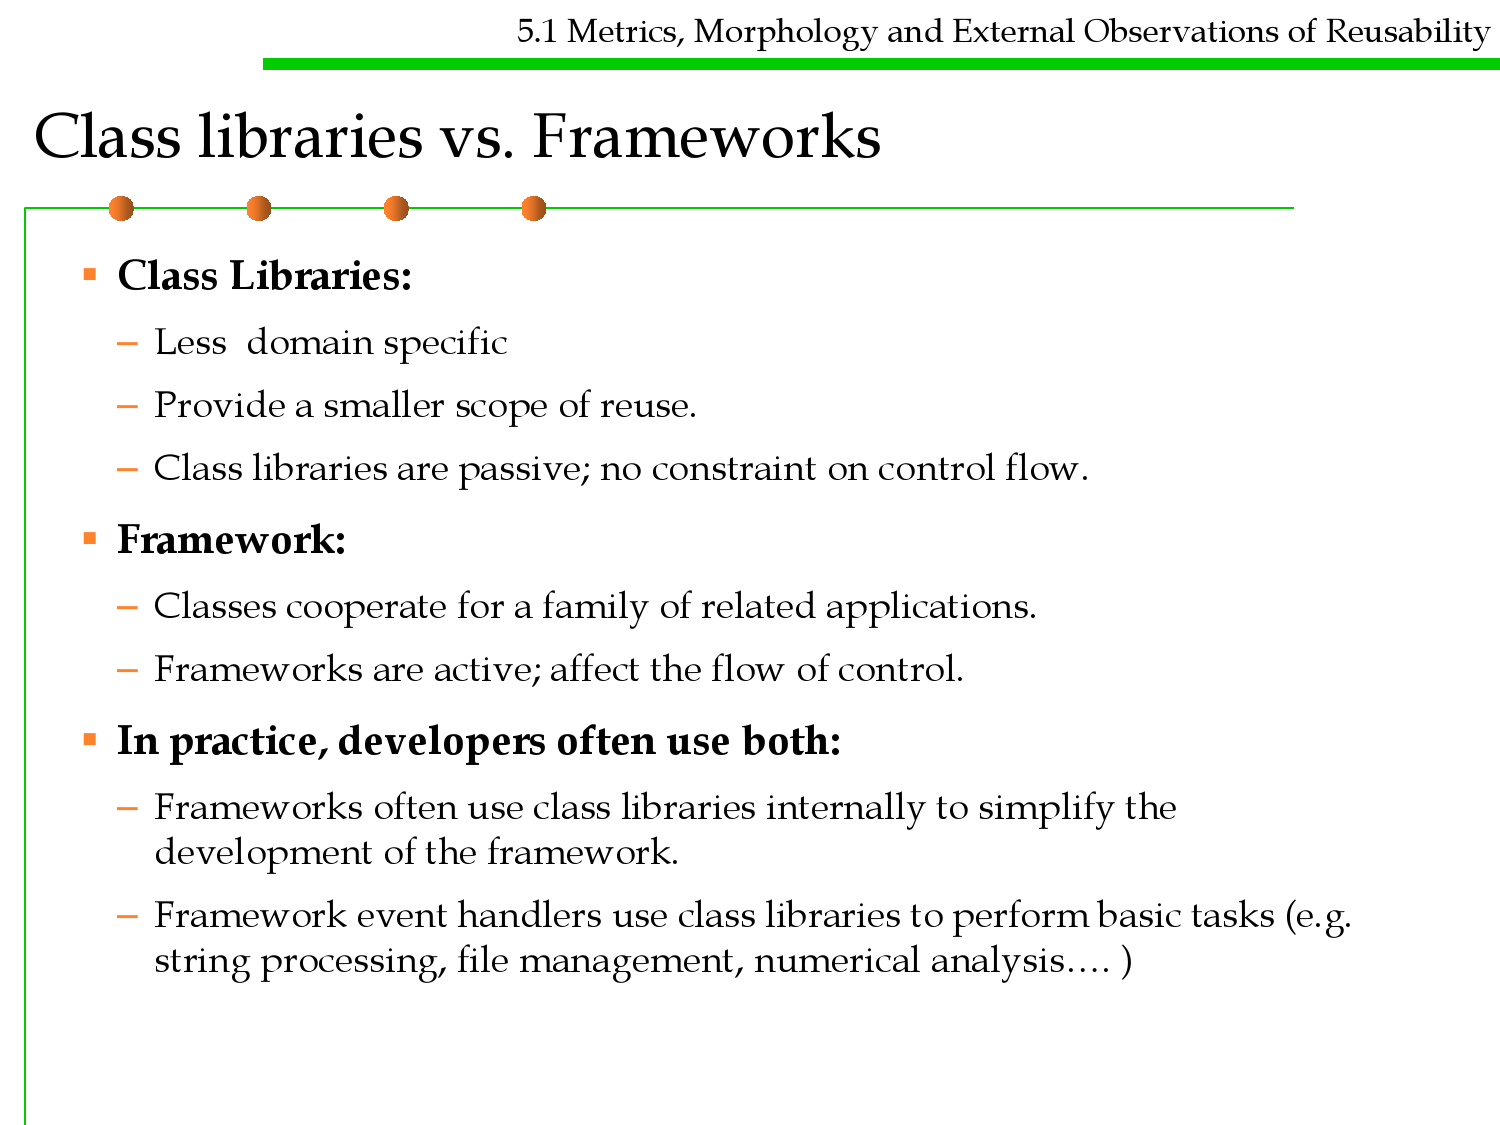 5.1 Metrics, Morphology and External Observations of Reusability
Class libraries vs. Frameworks
▪ Class Libraries:
– Less  domain specific
– Provide a smaller scope of reuse.
– Class libraries are passive; no constraint on control flow.
▪ Framework:
– Classes cooperate for a family of related applications.
– Frameworks are active; affect the flow of control.
▪ In practice, developers often use both:
– Frameworks often use class libraries internally to simplify the
development of the framework.
– Framework event handlers use class libraries to perform basic tasks (e.g.
string processing, file management, numerical analysis…. )